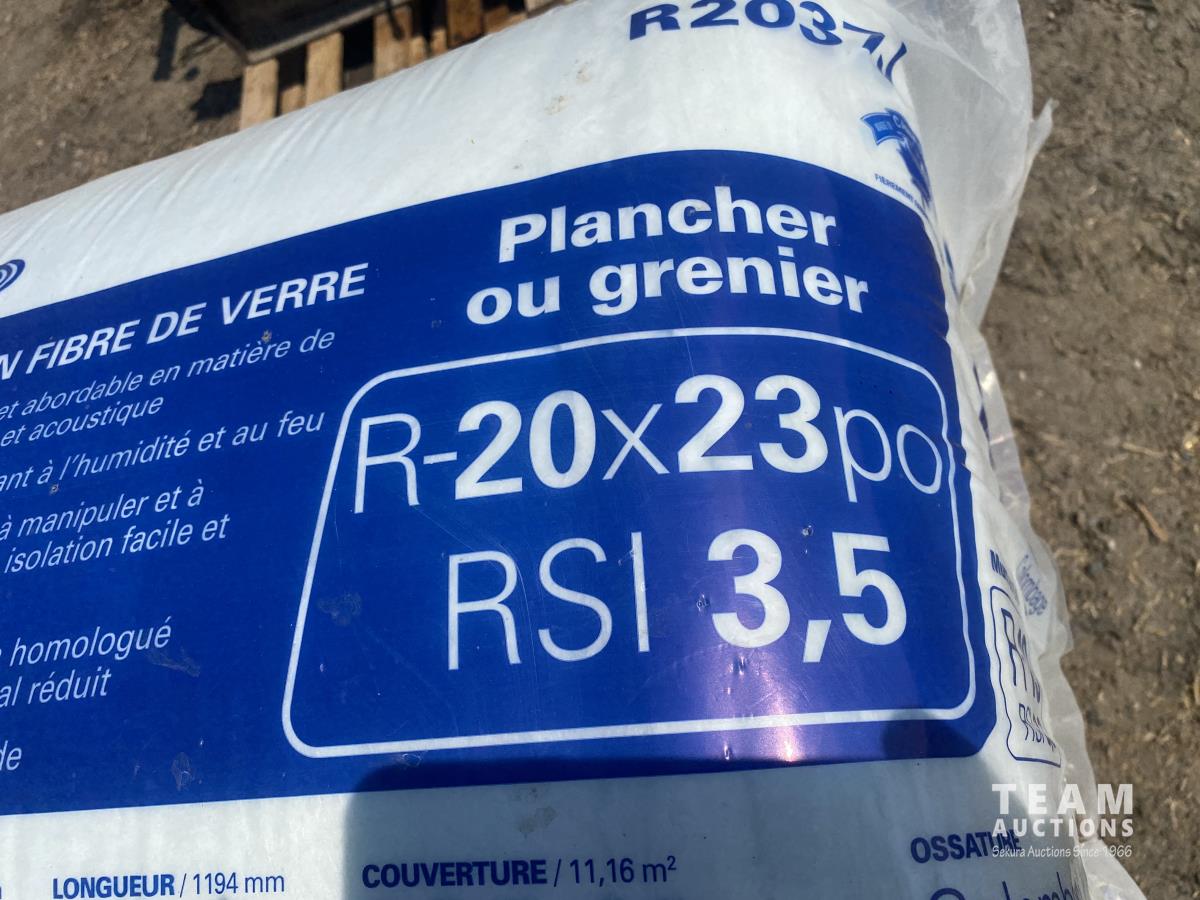 R2037
FIÈREMENT
Plancher
ou grenier
R-20x23po
RSI 3,5
N FIBRE DE VERRE
et abordable en matière de
et acoustique
ant à l'humidité et au feu
à manipuler et à
isolation facile et
homologué
al réduit
de
LONGUEUR / 1194 mm
COUVERTURE / 11,16 m²
OSSATURE
TEAM
AUCTIONS
Sekura Auctions Since 1966